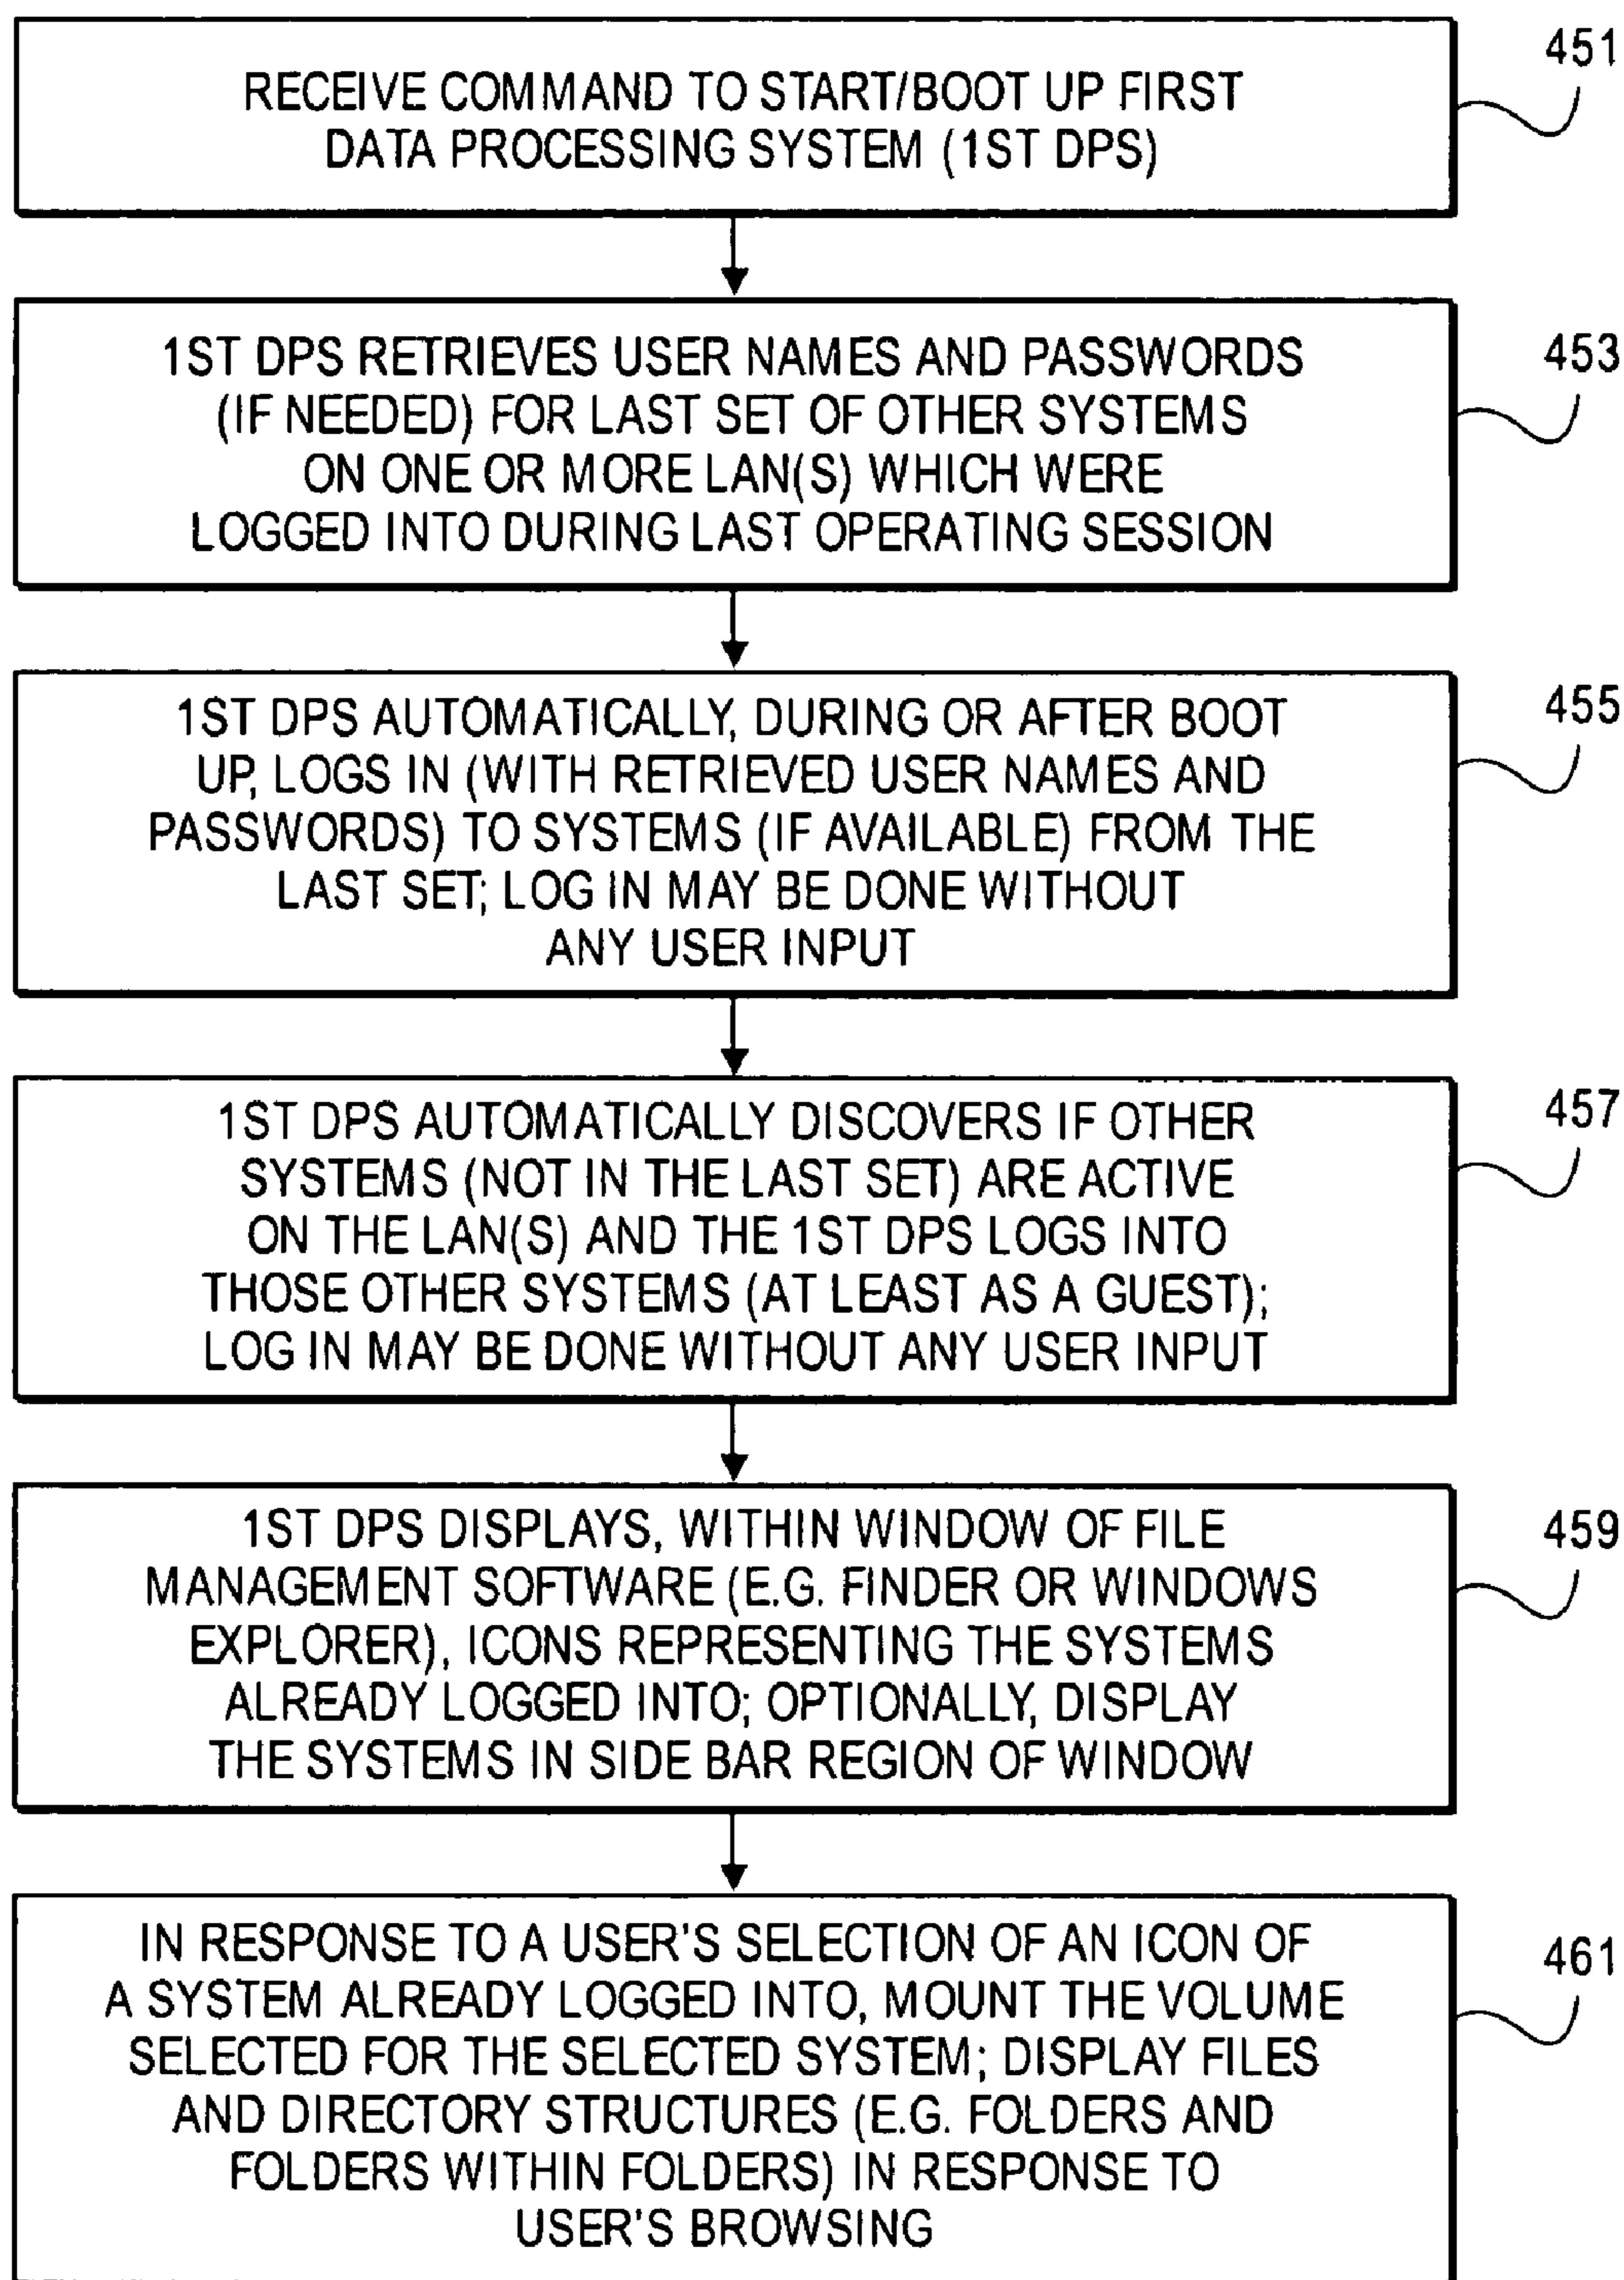 RECEIVE COMMAND TO START/BOOT UP FIRST
DATA PROCESSING SYSTEM (1ST DPS)
451
1ST DPS RETRIEVES USER NAMES AND PASSWORDS
(IF NEEDED) FOR LAST SET OF OTHER SYSTEMS
ON ONE OR MORE LAN(S) WHICH WERE
LOGGED INTO DURING LAST OPERATING SESSION
453
1ST DPS AUTOMATICALLY, DURING OR AFTER BOOT
UP, LOGS IN (WITH RETRIEVED USER NAMES AND
PASSWORDS) TO SYSTEMS (IF AVAILABLE) FROM THE
LAST SET; LOG IN MAY BE DONE WITHOUT
ANY USER INPUT
455
1ST DPS AUTOMATICALLY DISCOVERS IF OTHER
SYSTEMS (NOT IN THE LAST SET) ARE ACTIVE
ON THE LAN(S) AND THE 1ST DPS LOGS INTO
THOSE OTHER SYSTEMS (AT LEAST AS A GUEST);
LOG IN MAY BE DONE WITHOUT ANY USER INPUT
457
1ST DPS DISPLAYS, WITHIN WINDOW OF FILE
MANAGEMENT SOFTWARE (E.G. FINDER OR WINDOWS
EXPLORER), ICONS REPRESENTING THE SYSTEMS
ALREADY LOGGED INTO; OPTIONALLY, DISPLAY
THE SYSTEMS IN SIDE BAR REGION OF WINDOW
459
IN RESPONSE TO A USER'S SELECTION OF AN ICON OF
A SYSTEM ALREADY LOGGED INTO, MOUNT THE VOLUME
SELECTED FOR THE SELECTED SYSTEM; DISPLAY FILES
AND DIRECTORY STRUCTURES (E.G. FOLDERS AND
FOLDERS WITHIN FOLDERS) IN RESPONSE TO
USER'S BROWSING
461